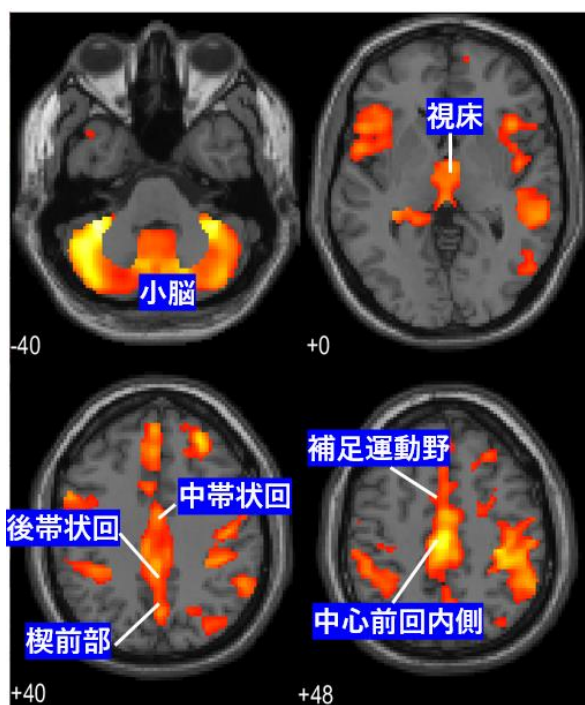 視床
小脳
-40
+0
補足運動野
中帯状回
後帯状回
中心前回内側
楔前部
+40
+48